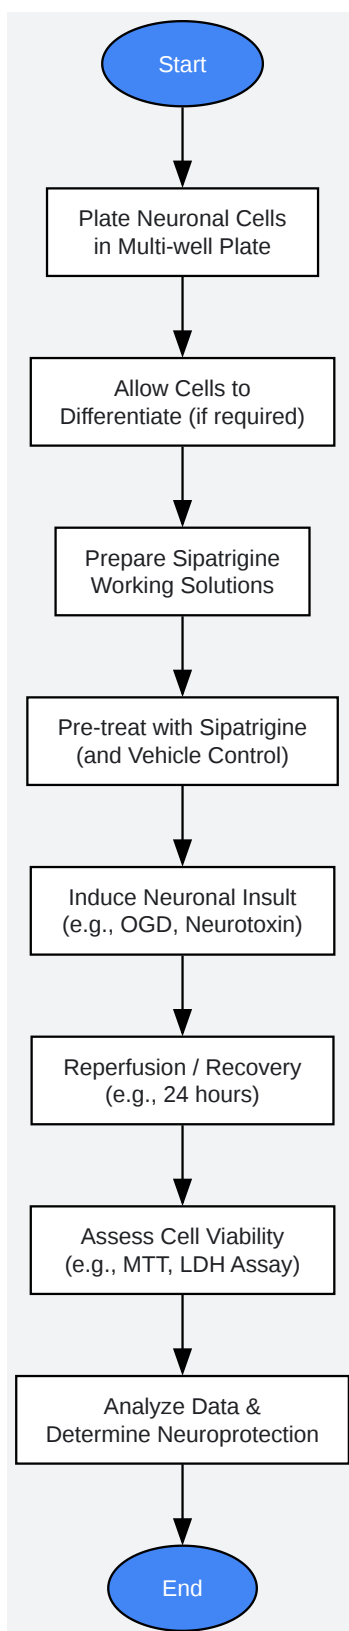 Start
Plate Neuronal Cells
in Multi-well Plate
Allow Cells to
Differentiate (if required)
Prepare Sipatrigine
Working Solutions
Pre-treat with Sipatrigine
(and Vehicle Control)
Induce Neuronal Insult
(e.g., OGD, Neurotoxin)
Reperfusion / Recovery
(e.g., 24 hours)
Assess Cell Viability
(e.g., MTT, LDH Assay)
Analyze Data &
Determine Neuroprotection
End